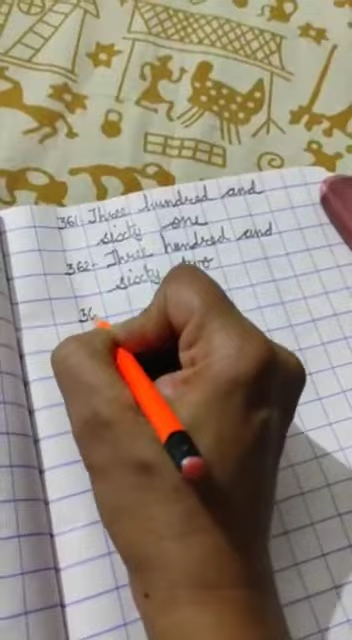 361- Three hundred and
sixty one
362- Three hundred and
sixty two
36